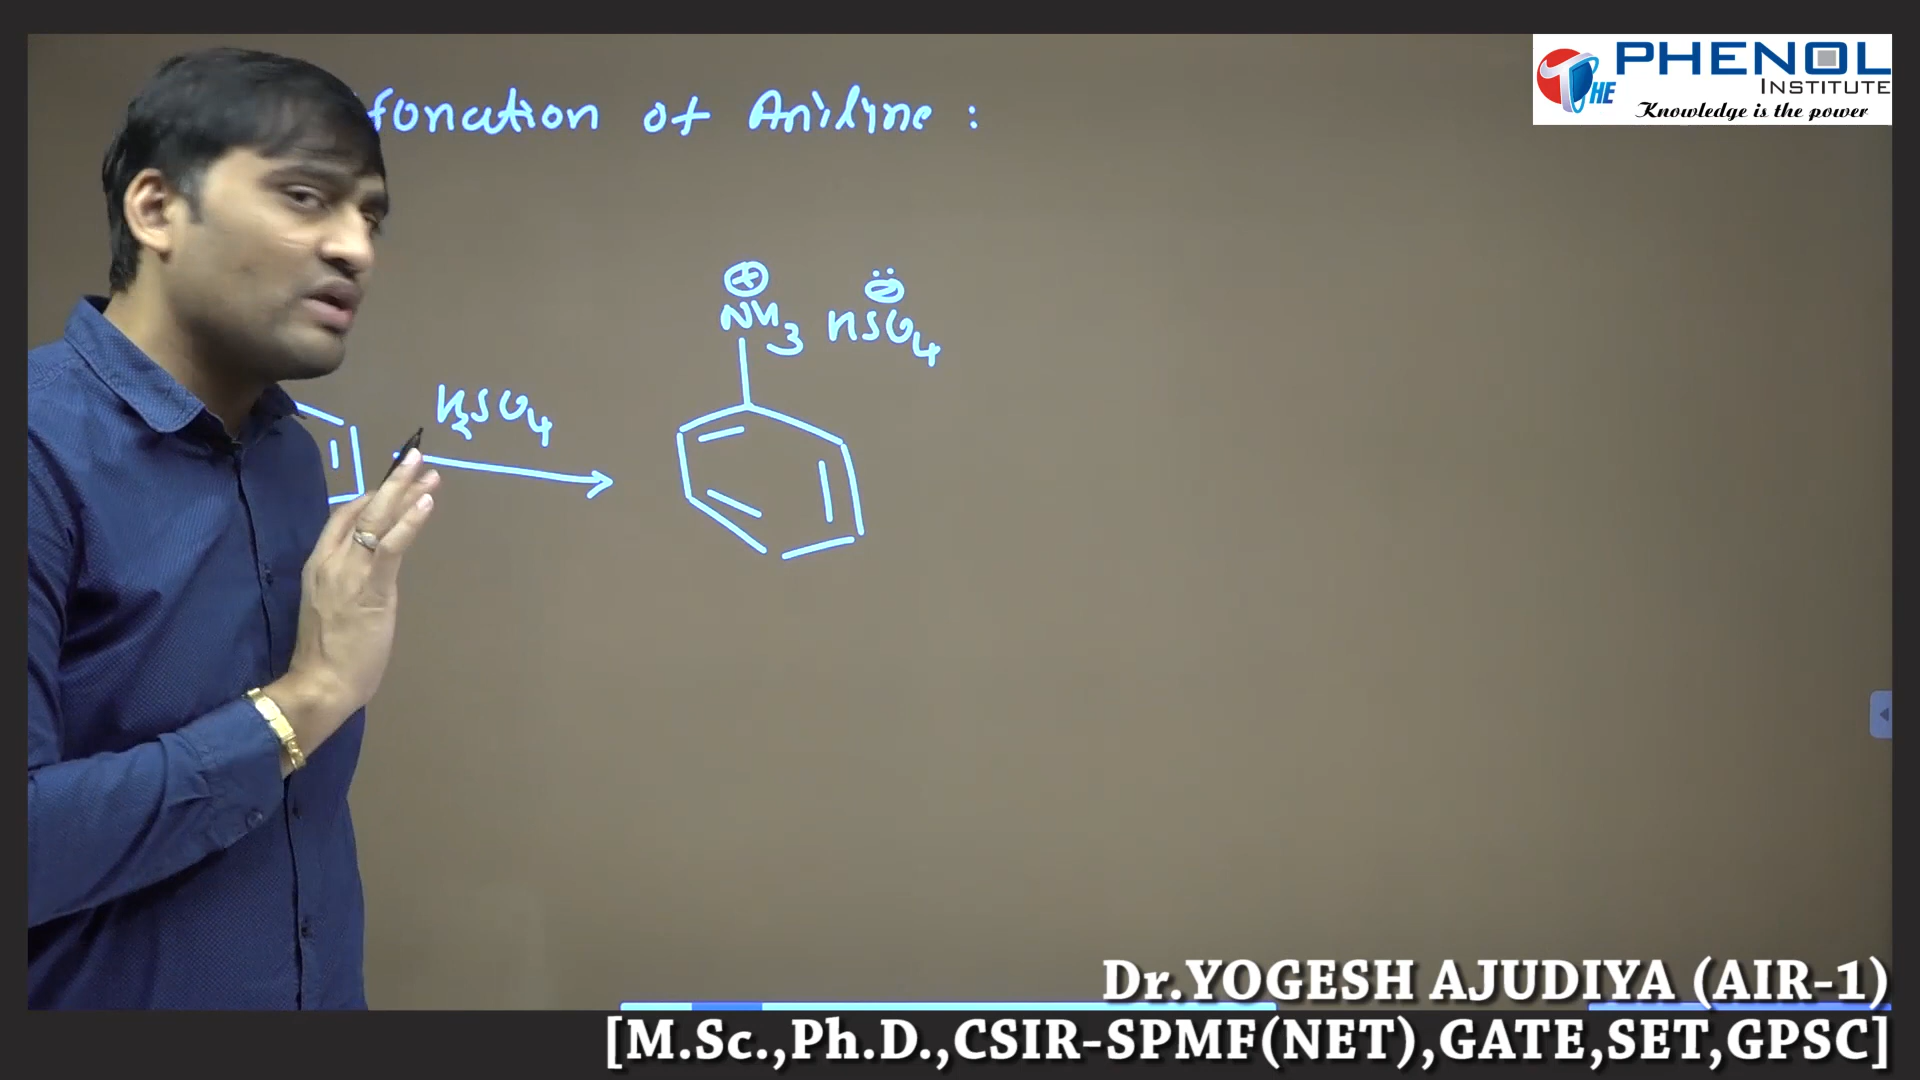 THE PHENOL
INSTITUTE
Knowledge is the power
fonation of Aniline :
⊕ ⊖
NH3 HSO4
H2SO4
Dr.YOGESH AJUDIYA (AIR-1)
[M.Sc.,Ph.D.,CSIR-SPMF(NET),GATE,SET,GPSC]